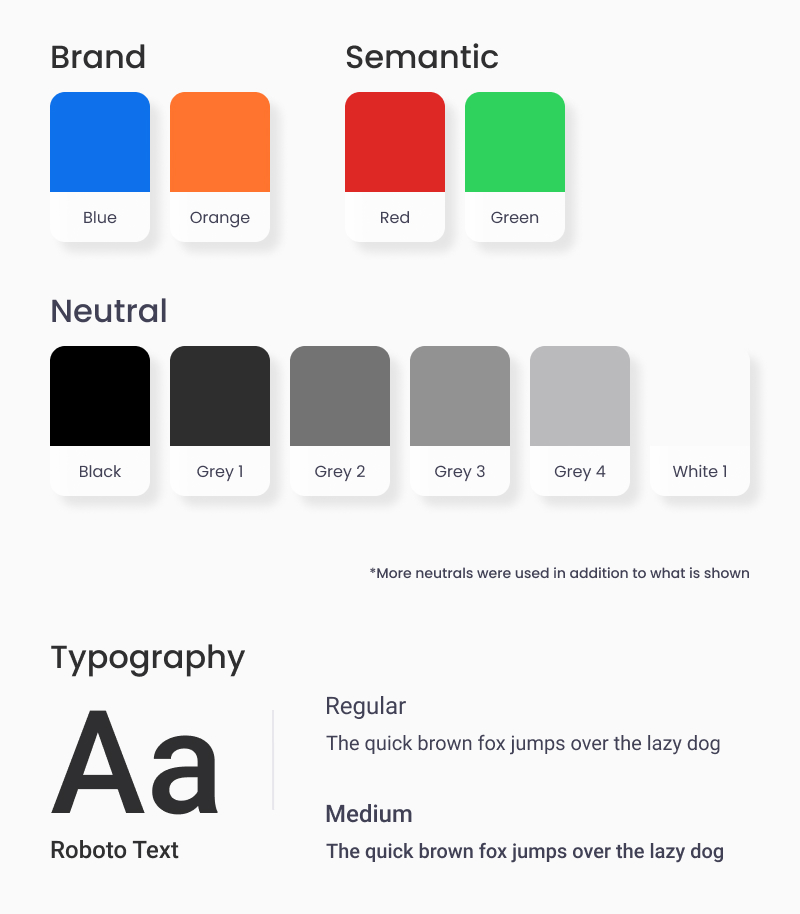 Brand
Semantic
Blue
Orange
Red
Green
Neutral
Black
Grey 1
Grey 2
Grey 3
Grey 4
White 1
*More neutrals were used in addition to what is shown
Typography
Aa
Roboto Text
Regular
The quick brown fox jumps over the lazy dog
Medium
The quick brown fox jumps over the lazy dog